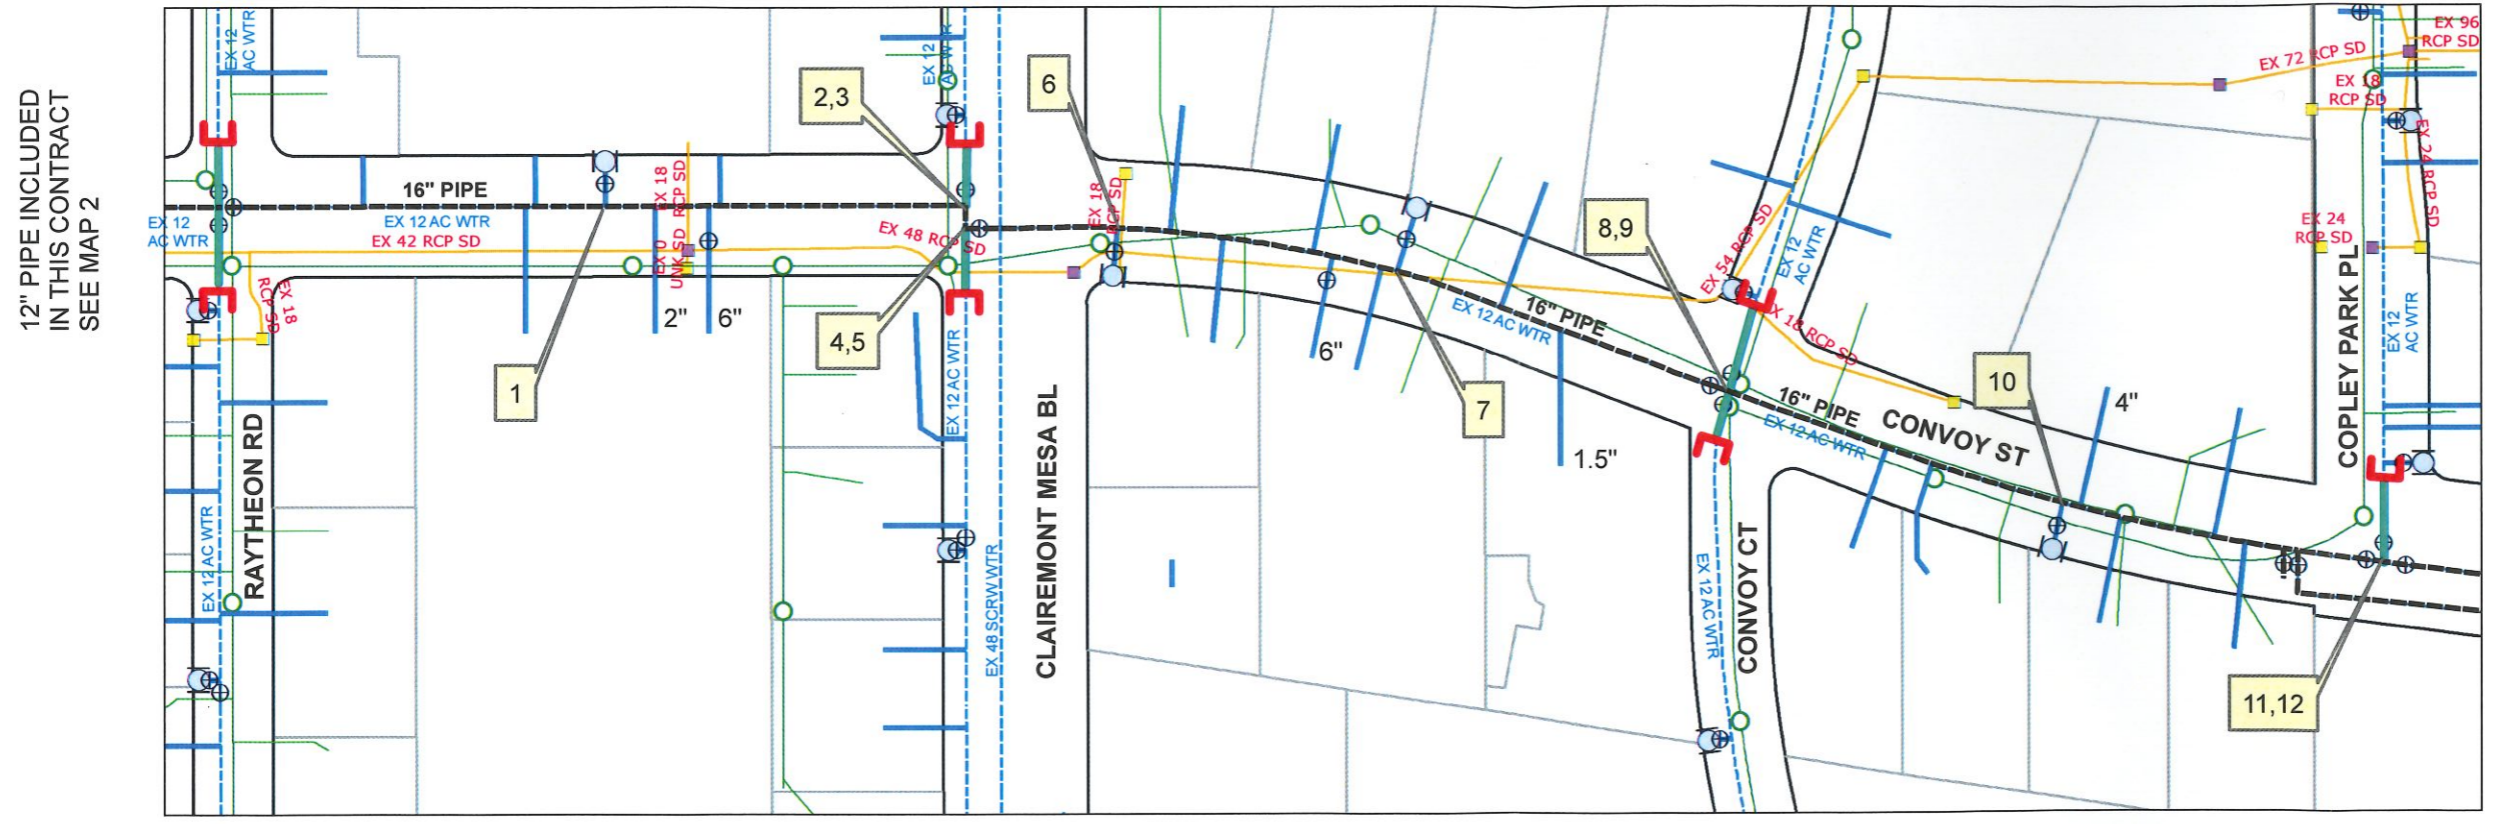 12" PIPE INCLUDED
IN THIS CONTRACT
SEE MAP 2
EX 12
AC WTR
EX 12
AC WTR
2,3
6
EX 72 RCP SD
EX 96
RCP SD
EX 18
RCP SD
16" PIPE
EX 18
RCP SD
EX 12
AC WTR
EX 12 AC WTR
EX 42 RCP SD
EX 48 RCP SD
EX 18
RCP SD
8,9
EX 54 RCP SD
EX 12
AC WTR
EX 24 RCP SD
EX 24
RCP SD
EX 0
UNK SD
EX 18
RCP SD
2"
6"
4,5
1
EX 12 AC WTR
6"
16" PIPE
EX 12 AC WTR
1.5"
7
EX 18 RCP SD
16" PIPE
EX 12 AC WTR
CONVOY ST
10
4"
COPLEY PARK PL
EX 12
AC WTR
RAYTHEON RD
EX 12 AC WTR
CLAIREMONT MESA BL
EX 48 SCRW WTR
EX 12 AC WTR
CONVOY CT
11,12